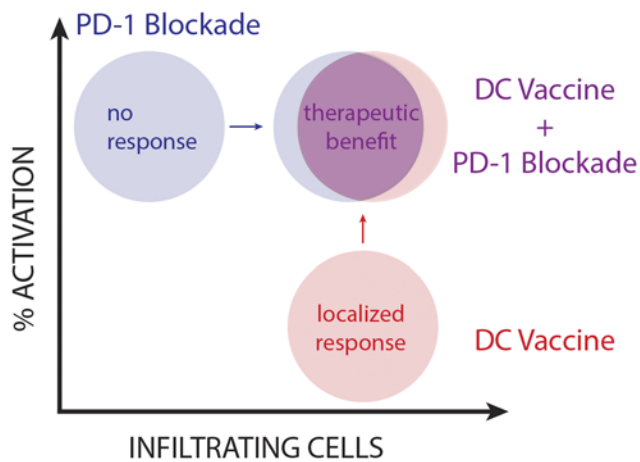 PD-1 Blockade
no
response
therapeutic
benefit
DC Vaccine
+
PD-1 Blockade
localized
response
DC Vaccine
% ACTIVATION
INFILTRATING CELLS